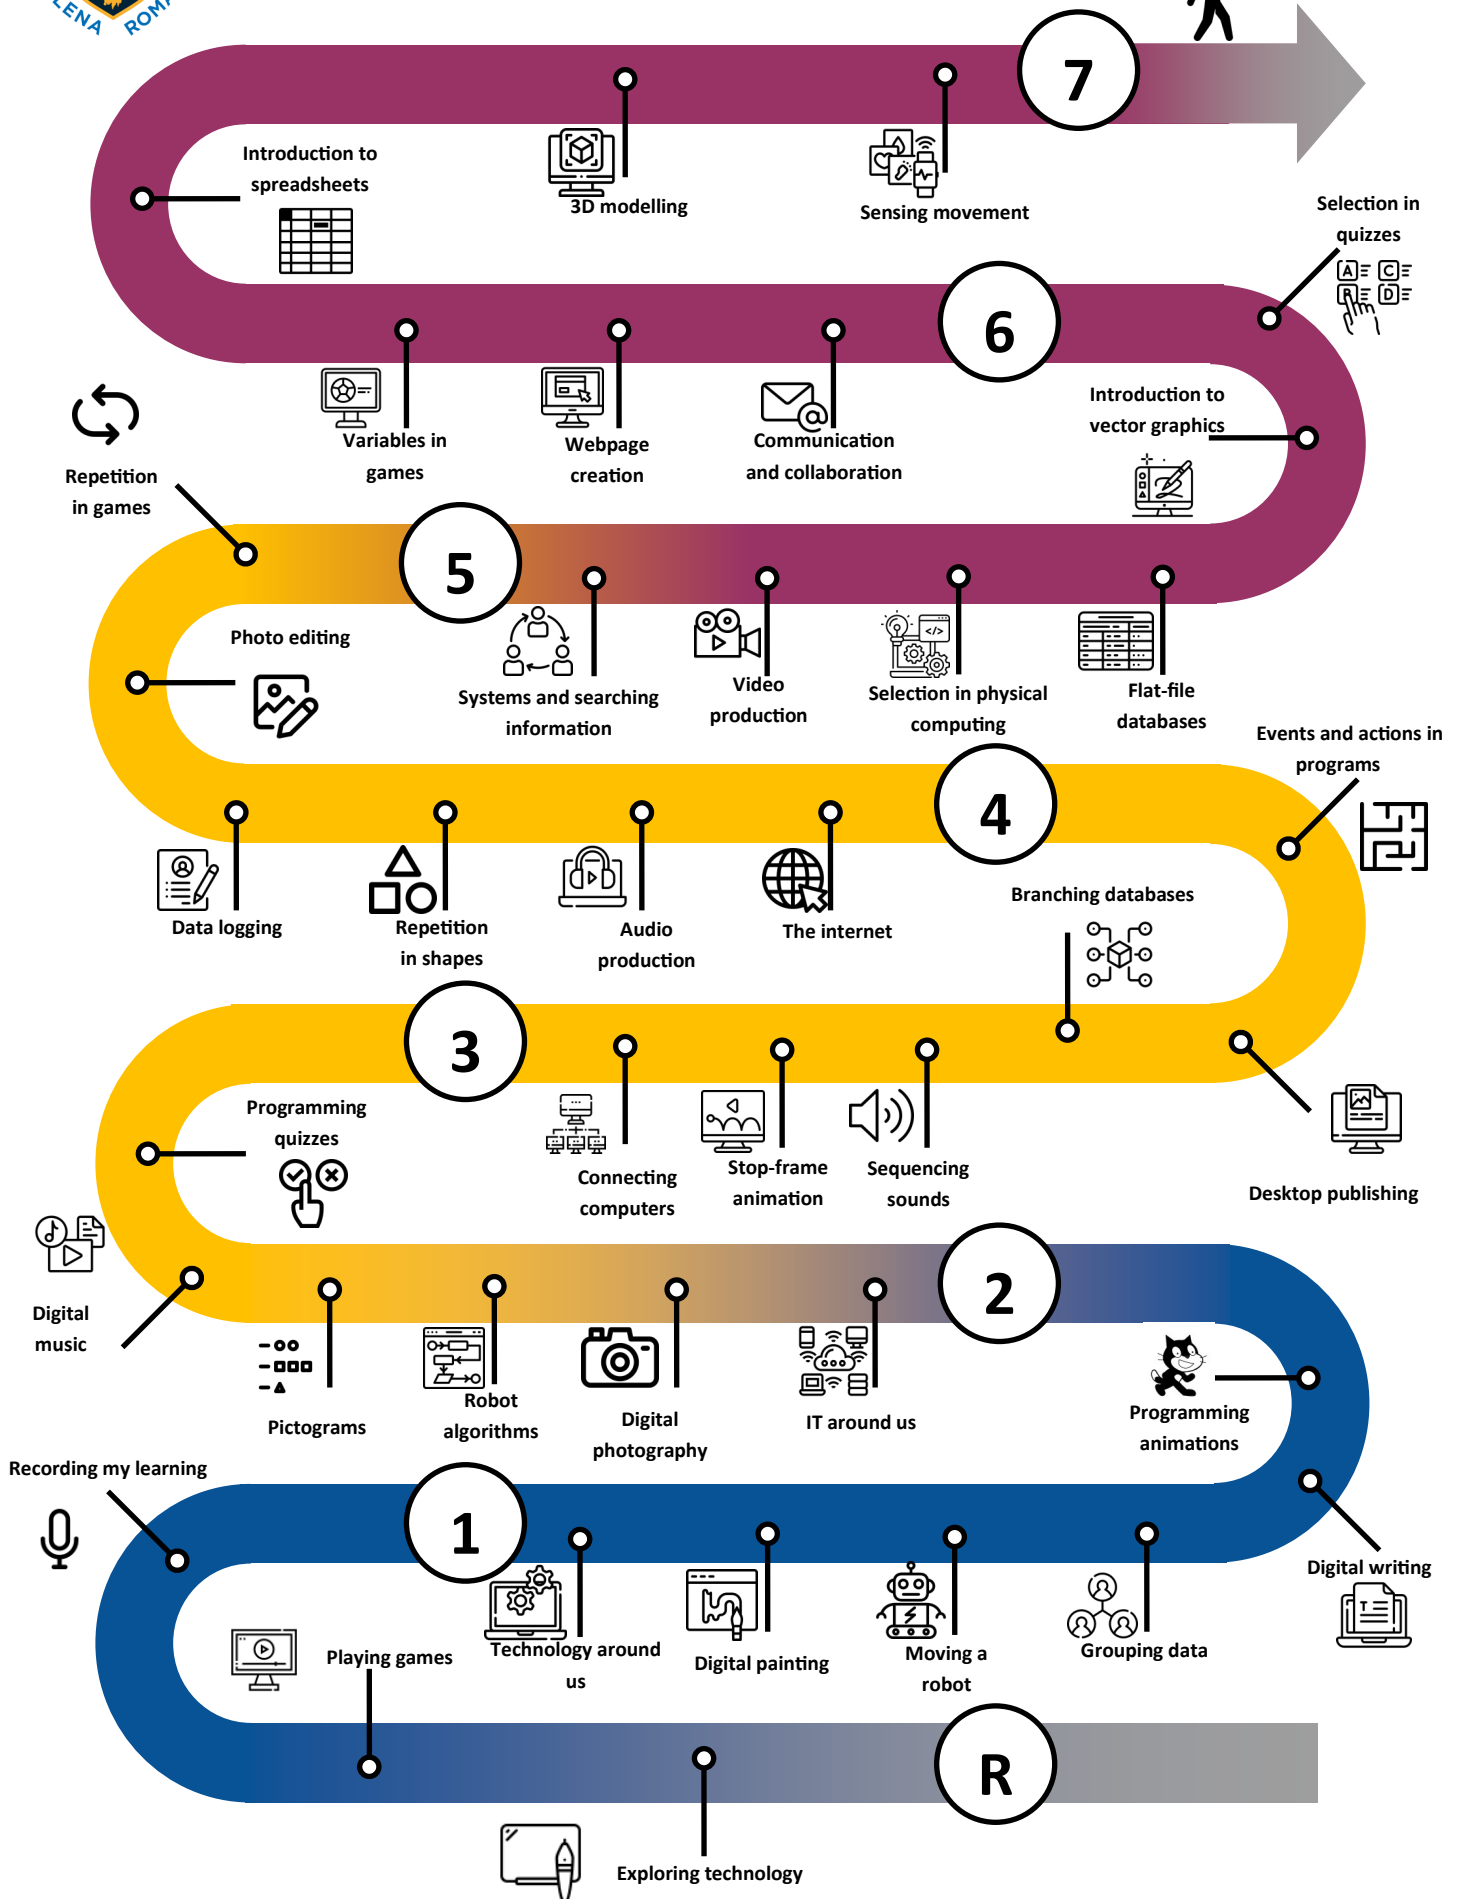 LENA ROMA
7
Introduction to
spreadsheets
3D modelling
Sensing movement
Selection in
quizzes
A
C
B
D
6
Variables in
games
Webpage
creation
Communication
and collaboration
Introduction to
vector graphics
Repetition
in games
5
Photo editing
Systems and searching
information
Video
production
</>
Selection in physical
computing
Flat-file
databases
Events and actions in
programs
4
Data logging
Repetition
in shapes
Audio
production
The internet
Branching databases
3
Programming
quizzes
Connecting
computers
Stop-frame
animation
Sequencing
sounds
Desktop publishing
Digital
music
2
Pictograms
Robot
algorithms
Digital
photography
IT around us
Programming
animations
Recording my learning
1
Digital writing
T
Playing games
Technology around
us
Digital painting
Moving a
robot
Grouping data
R
Exploring technology